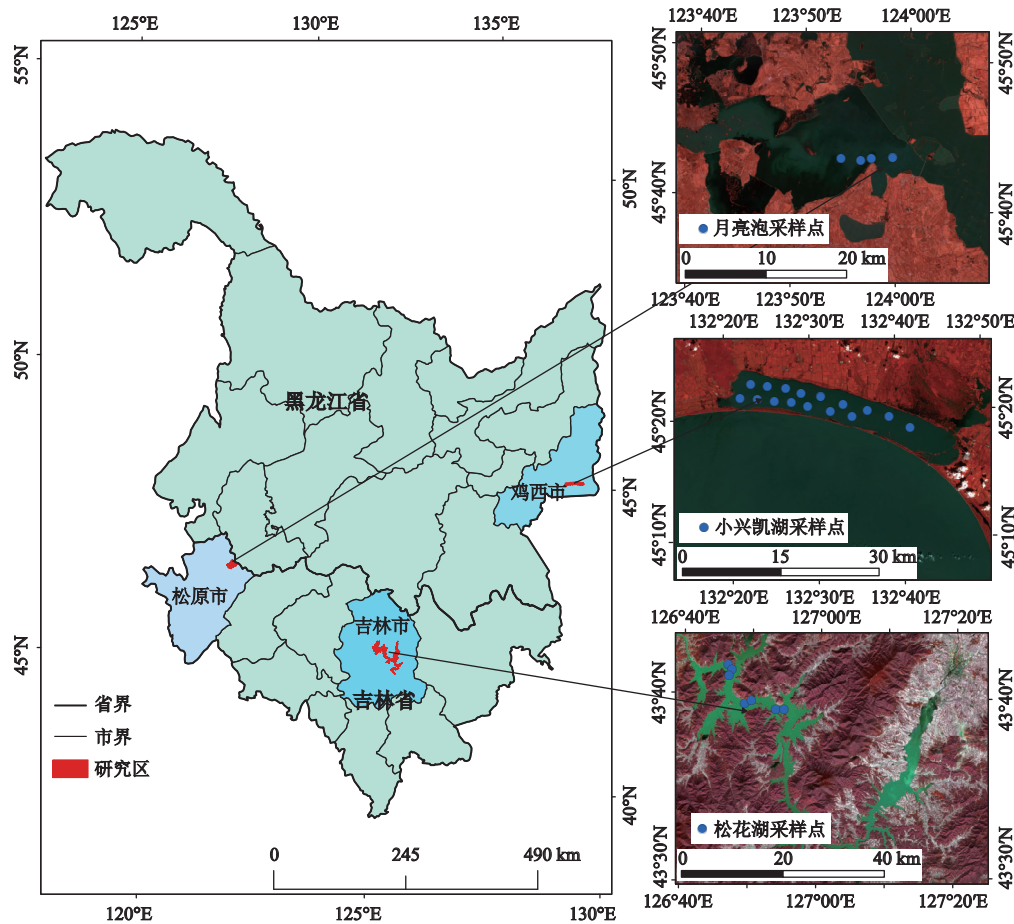 125°E 130°E 135°E
55°N
50°N
45°N
50°N
45°N
40°N
120°E 125°E 130°E
黑龙江省
鸡西市
松原市
吉林市
吉林省
省界
市界
研究区
0 245 490 km
123°40′E 123°50′E 124°00′E
45°50′N
45°40′N
45°50′N
45°40′N
月亮泡采样点
0 10 20 km
123°40′E 123°50′E 124°00′E
132°20′E 132°30′E 132°40′E 132°50′E
45°20′N
45°10′N
45°20′N
45°10′N
小兴凯湖采样点
0 15 30 km
132°20′E 132°30′E 132°40′E
126°40′E 127°00′E 127°20′E
43°40′N
43°30′N
43°40′N
43°30′N
松花湖采样点
0 20 40 km
126°40′E 127°00′E 127°20′E